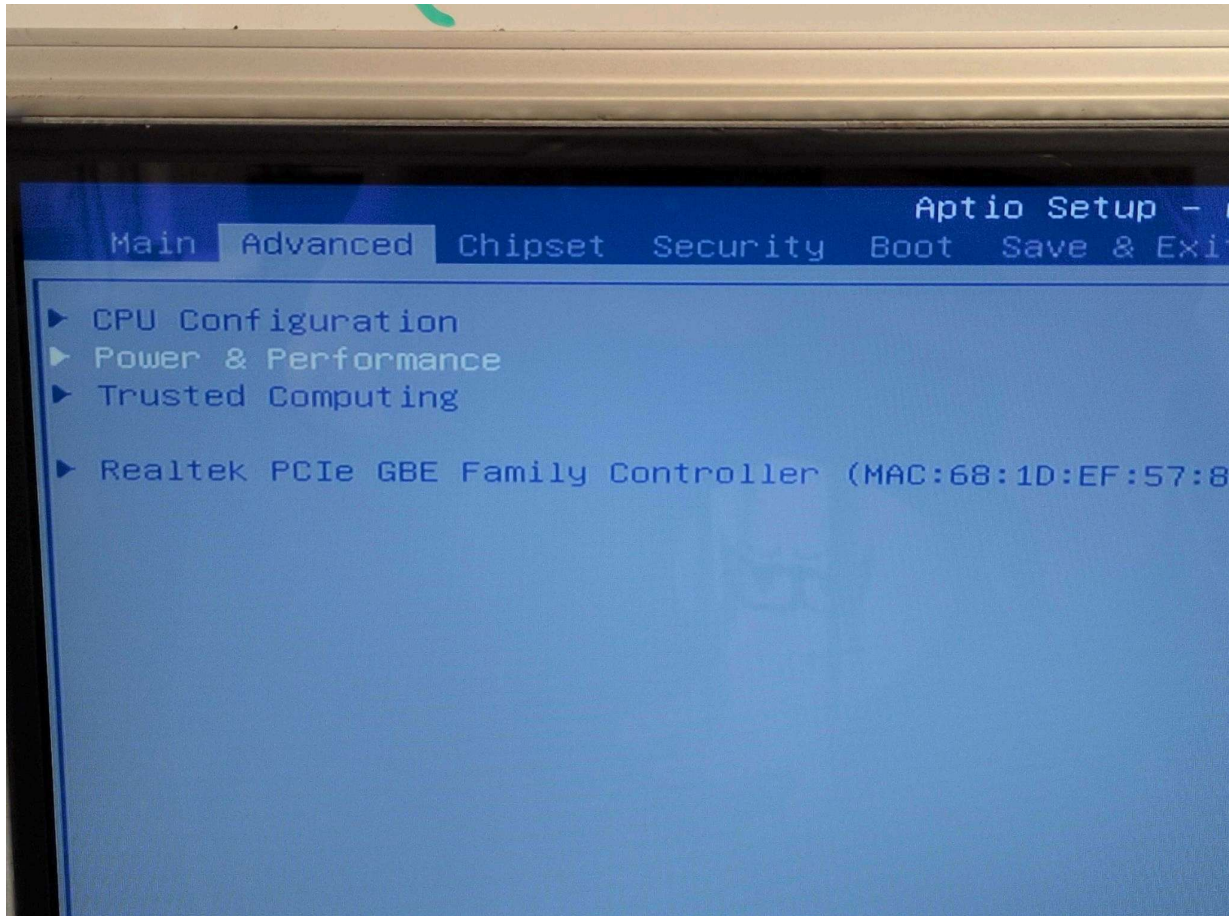 Aptio Setup -
Main Advanced Chipset Security Boot Save & Exi
► CPU Configuration
► Power & Performance
► Trusted Computing
► Realtek PCIe GBE Family Controller (MAC:68:1D:EF:57:8